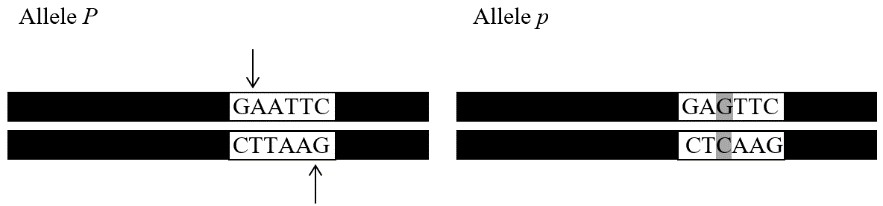 Allele P
Allele p
GAATTC
CTTAAG
GAGTTC
CTCAAG